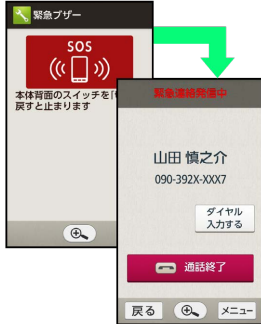 緊急ブザー
SOS
本体背面のスイッチを「
戻すと止まります
緊急連絡発信中
山田 慎之介
090-392X-XXX7
ダイヤル
入力する
通話終了
戻る
メニュー